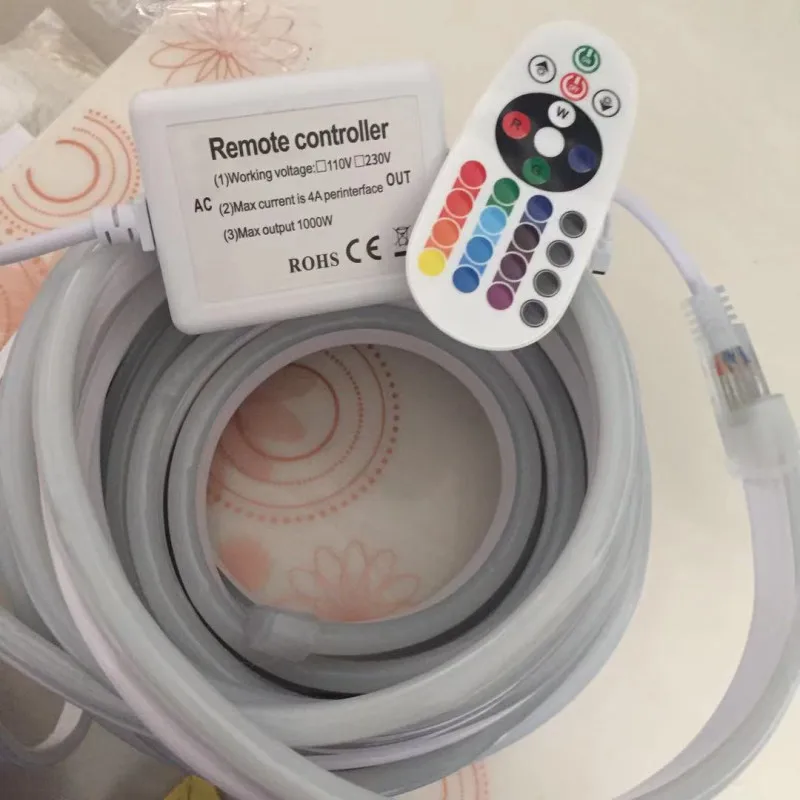 Remote controller
(1)Working voltage:☐110V☐230V
AC (2)Max current is 4A perinterface OUT
(3)Max output 1000W
ROHS CE
W
R
G